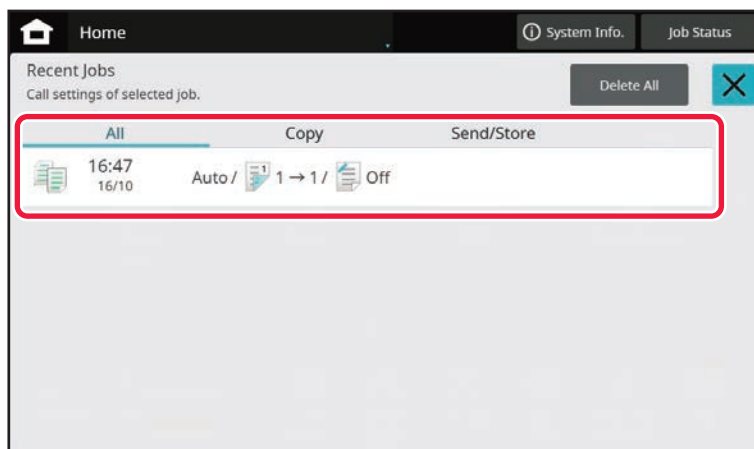 Home
System Info.
Job Status
Recent Jobs
Call settings of selected job.
Delete All
All Copy Send/Store
16:47
16/10
Auto / 1 1 → 1 / Off